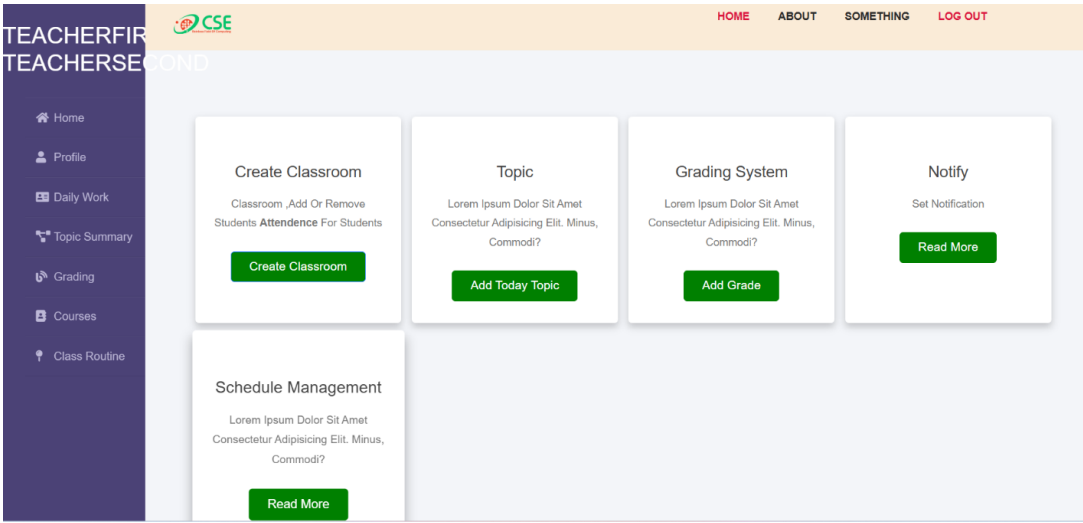 TEACHERFIR
TEACHERSECOND
CSE
HOME ABOUT SOMETHING LOG OUT
Home
Profile
Daily Work
Topic Summary
Grading
Courses
Class Routine
Create Classroom
Classroom ,Add Or Remove
Students Attendence For Students
Create Classroom
Topic
Lorem Ipsum Dolor Sit Amet
Consectetur Adipisicing Elit. Minus,
Commodi?
Add Today Topic
Grading System
Lorem Ipsum Dolor Sit Amet
Consectetur Adipisicing Elit. Minus,
Commodi?
Add Grade
Notify
Set Notification
Read More
Schedule Management
Lorem Ipsum Dolor Sit Amet
Consectetur Adipisicing Elit. Minus,
Commodi?
Read More